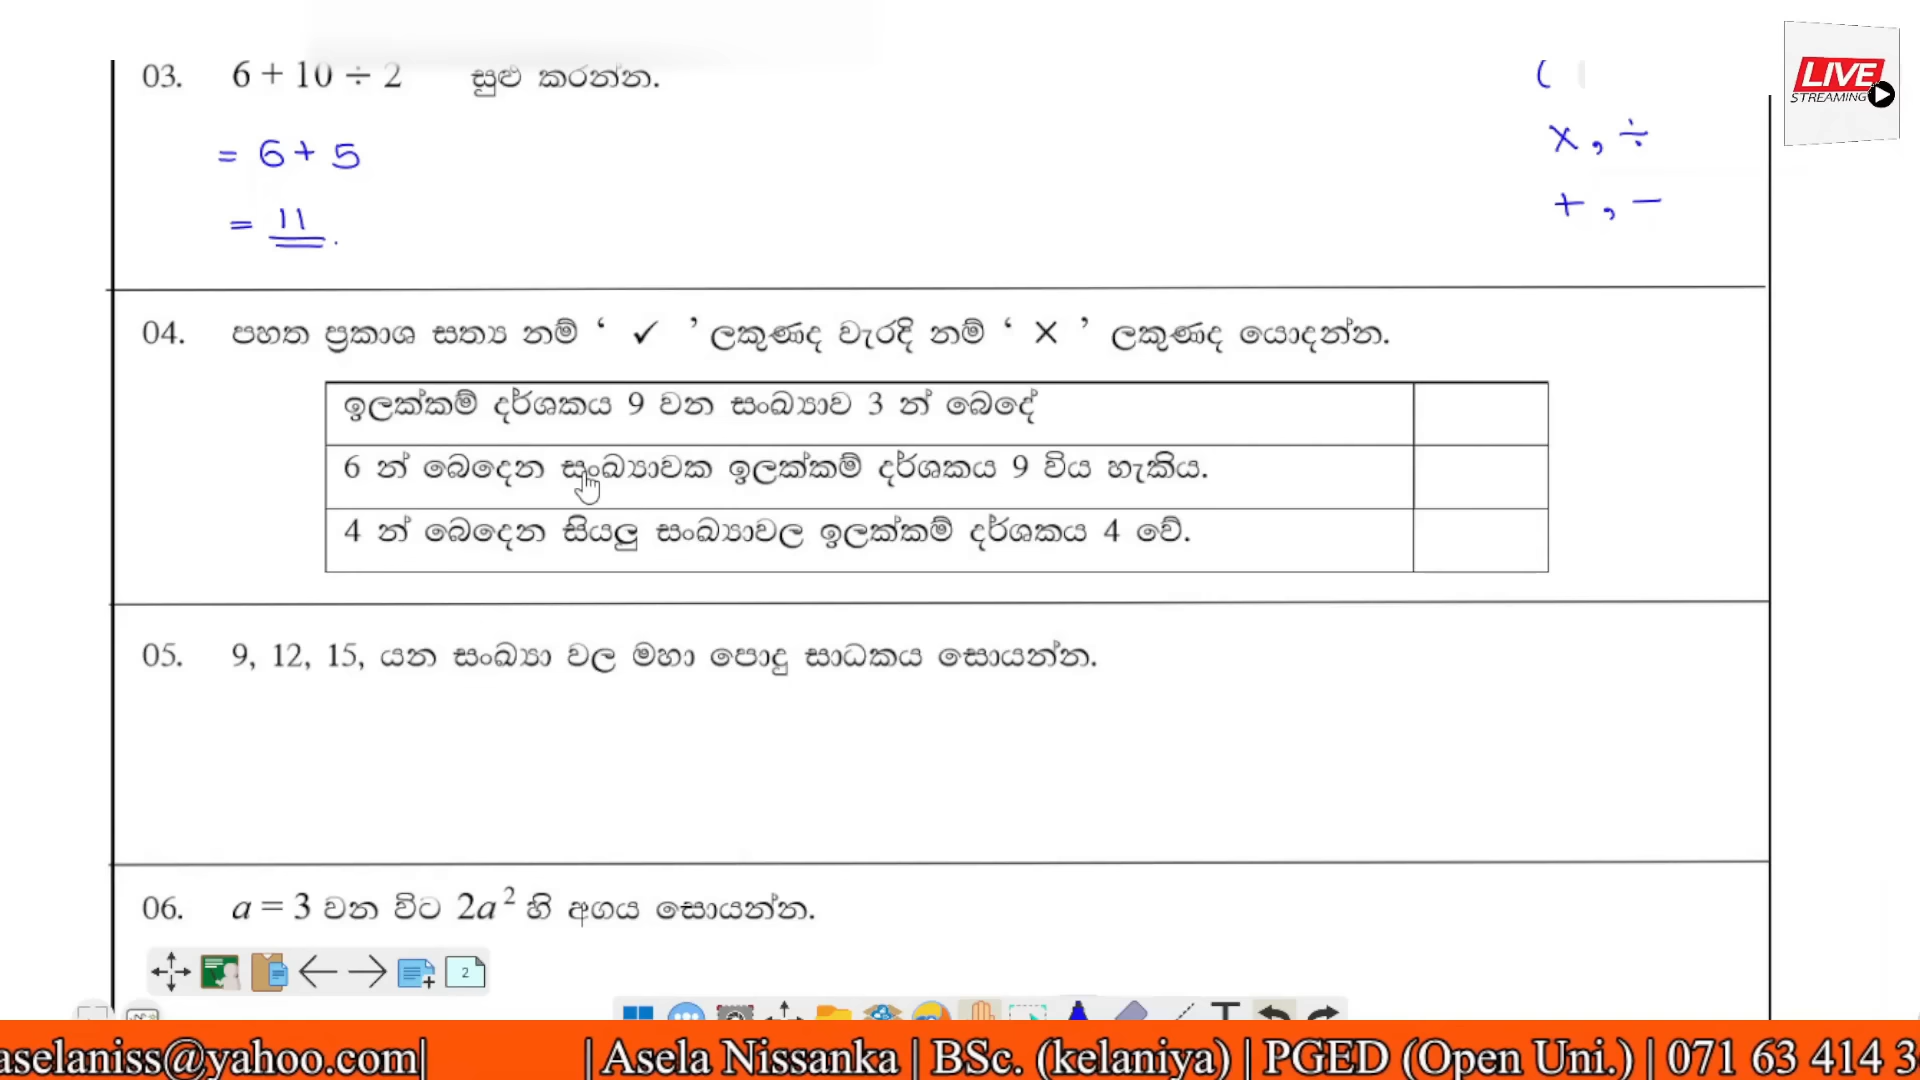 LIVE
STREAMING
03. 6 + 10 ÷ 2 සුළු කරන්න.
(
= 6 + 5
×, ÷
= 11
+, −
04. පහත ප්‍රකාශ සත්‍ය නම් ‘ ✓ ’ ලකුණද වැරදි නම් ‘ X ’ ලකුණද යොදන්න.
ඉලක්කම් දර්ශකය 9 වන සංඛ්‍යාව 3 න් බෙදේ
6 න් බෙදෙන සංඛ්‍යාවක ඉලක්කම් දර්ශකය 9 විය හැකිය.
4 න් බෙදෙන සියලු සංඛ්‍යාවල ඉලක්කම් දර්ශකය 4 වේ.
05. 9, 12, 15, යන සංඛ්‍යා වල මහා පොදු සාධකය සොයන්න.
06. a = 3 වන විට 2a² හි අගය සොයන්න.
2
aselaniss@yahoo.com| | Asela Nissanka | BSc. (kelaniya) | PGED (Open Uni.) | 071 63 414 3